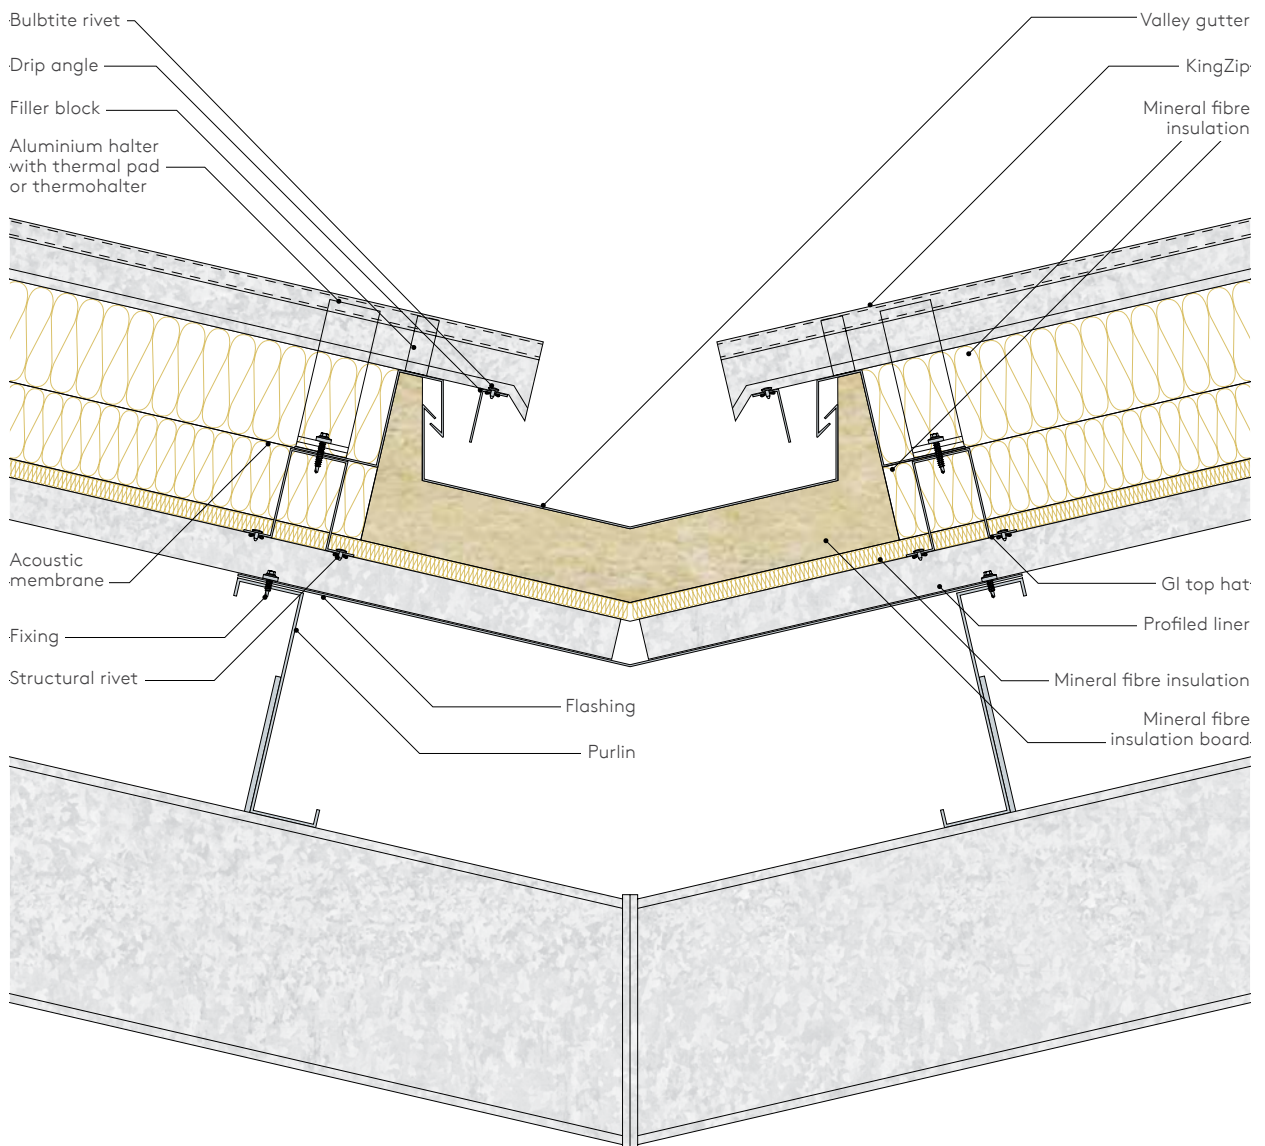 Bulbtite rivet
Drip angle
Filler block
Aluminium halter
with thermal pad
or thermohalter
Acoustic
membrane
Fixing
Structural rivet
Flashing
Purlin
Valley gutter
KingZip
Mineral fibre
insulation
GI top hat
Profiled liner
Mineral fibre insulation
Mineral fibre
insulation board